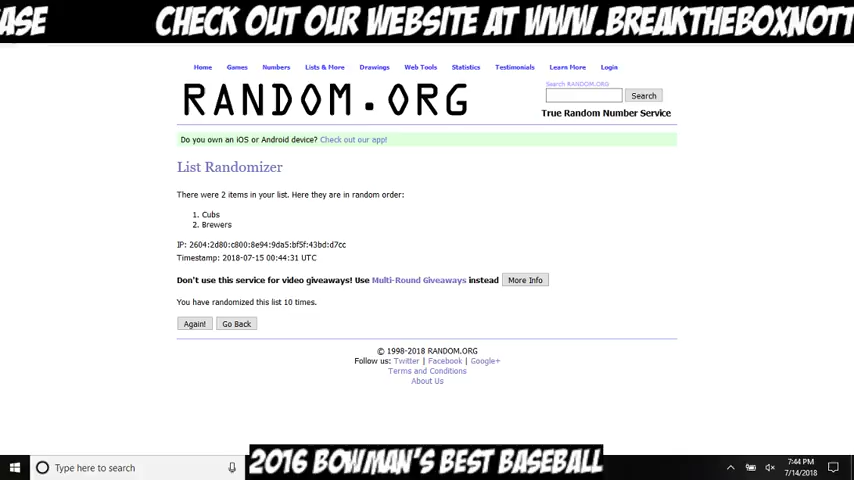 EASE CHECK OUT OUR WEBSITE AT WWW.BREAKTHEBOXNOTT
Home Games Numbers Lists & More Drawings Web Tools Statistics Testimonials Learn More Login
RANDOM.ORG
Search RANDOM.ORG
Search
True Random Number Service
Do you own an iOS or Android device? Check out our app!
List Randomizer
There were 2 items in your list. Here they are in random order:
1. Cubs
2. Brewers
IP: 2604:2d80:c800:8e94:9da5:bf5f:43bd:d7cc
Timestamp: 2018-07-15 00:44:31 UTC
Don't use this service for video giveaways! Use Multi-Round Giveaways instead More Info
You have randomized this list 10 times.
Again! Go Back
© 1998-2018 RANDOM.ORG
Follow us: Twitter | Facebook | Google+
Terms and Conditions
About Us
Type here to search
2016 BOWMAN'S BEST BASEBALL
7:44 PM
7/14/2018